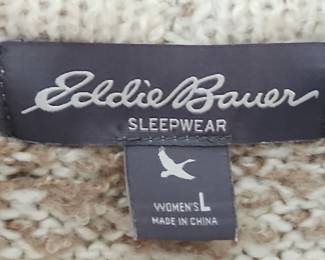 Eddie Bauer
SLEEPWEAR
WOMEN'S L
MADE IN CHINA